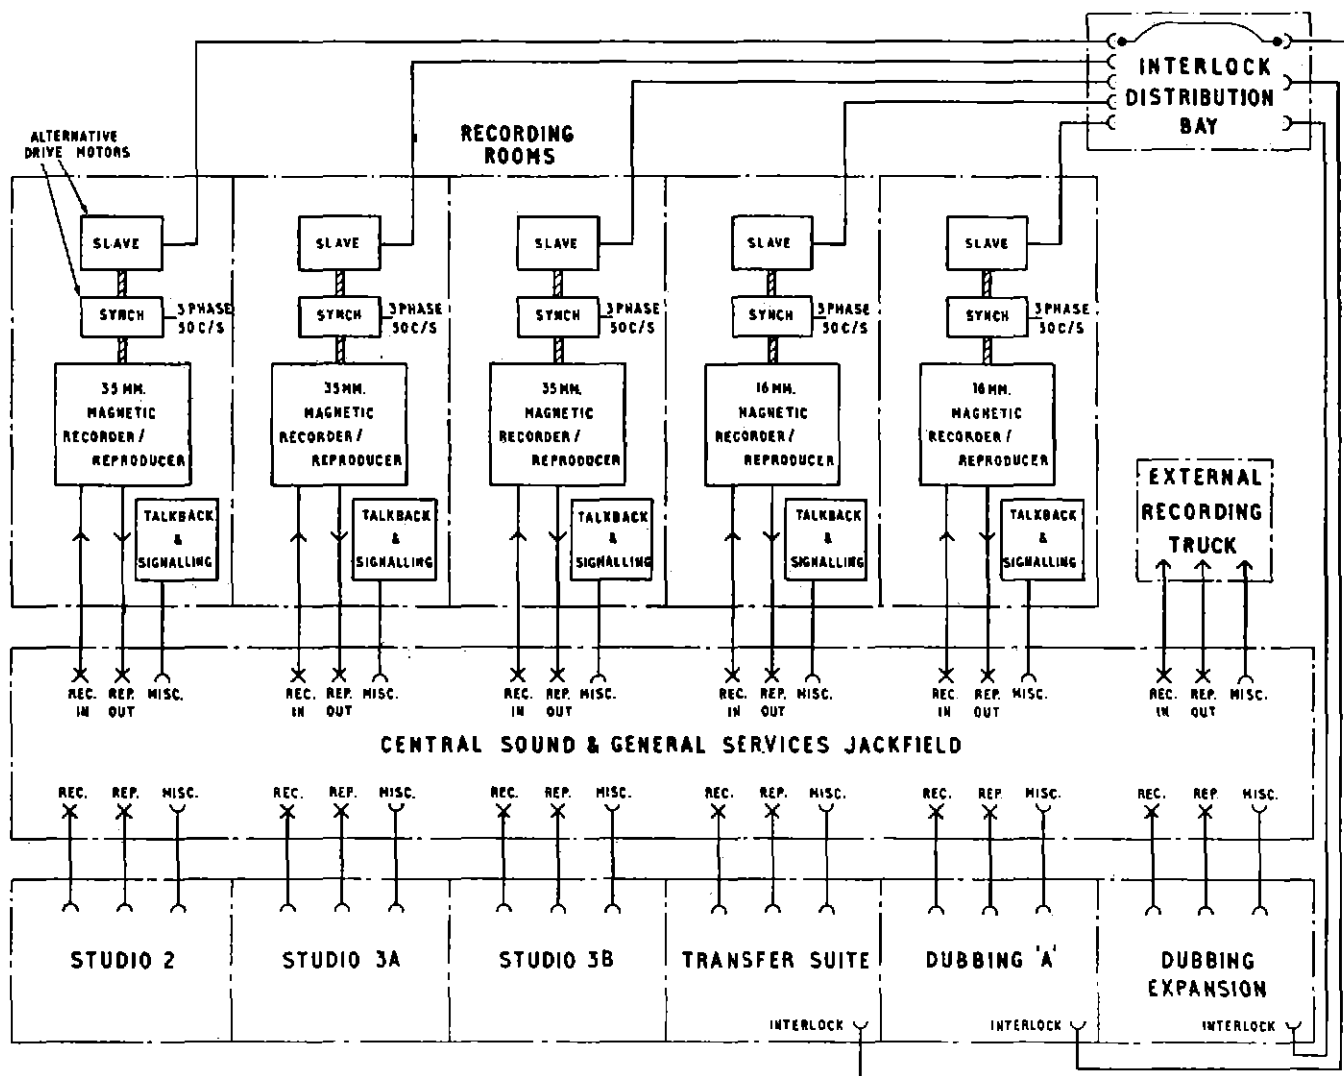 INTERLOCK
DISTRIBUTION
BAY
RECORDING
ROOMS
ALTERNATIVE
DRIVE MOTORS
SLAVE
SYNCH
3 PHASE
50 C/S
35 MM.
MAGNETIC
RECORDER/
REPRODUCER
TALKBACK
&
SIGNALLING
SLAVE
SYNCH
3 PHASE
50 C/S
35 MM.
MAGNETIC
RECORDER/
REPRODUCER
TALKBACK
&
SIGNALLING
SLAVE
SYNCH
3 PHASE
50 C/S
35 MM.
MAGNETIC
RECORDER/
REPRODUCER
TALKBACK
&
SIGNALLING
SLAVE
SYNCH
3 PHASE
50 C/S
16 MM.
MAGNETIC
RECORDER/
REPRODUCER
TALKBACK
&
SIGNALLING
SLAVE
SYNCH
3 PHASE
50 C/S
16 MM.
MAGNETIC
RECORDER/
REPRODUCER
TALKBACK
&
SIGNALLING
EXTERNAL
RECORDING
TRUCK
REC.
IN
REP.
OUT
MISC.
REC.
IN
REP.
OUT
MISC.
REC.
IN
REP.
OUT
MISC.
REC.
IN
REP.
OUT
MISC.
REC.
IN
REP.
OUT
MISC.
REC.
IN
REP.
OUT
MISC.
CENTRAL SOUND & GENERAL SERVICES JACKFIELD
REC. REP. MISC.
REC. REP. MISC.
REC. REP. MISC.
REC. REP. MISC.
REC. REP. MISC.
REC. REP. MISC.
STUDIO 2
STUDIO 3A
STUDIO 3B
TRANSFER SUITE
INTERLOCK
DUBBING 'A'
INTERLOCK
DUBBING
EXPANSION
INTERLOCK